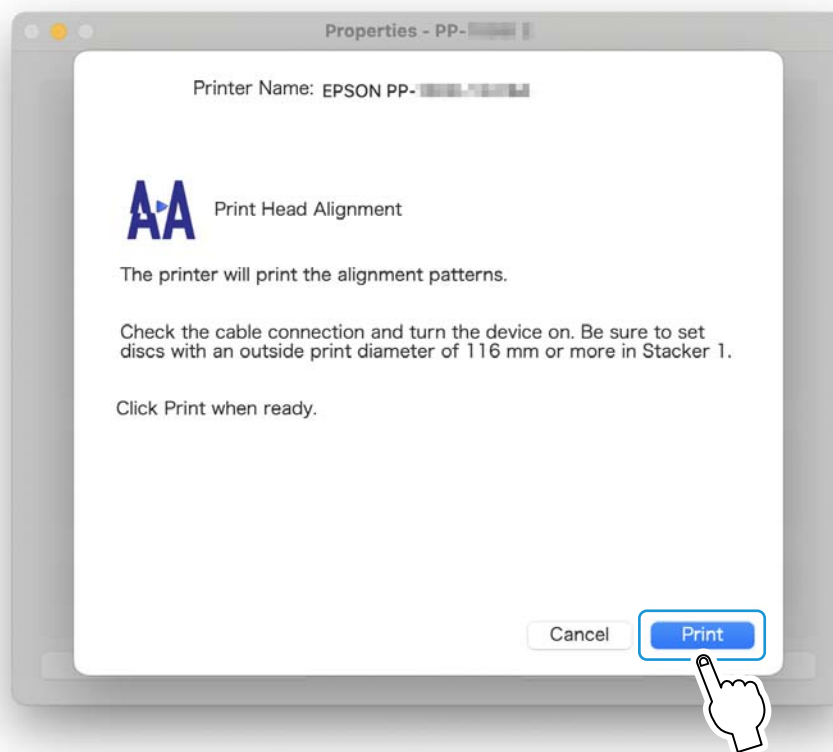 Properties - PP-
Printer Name: EPSON PP-
A A
Print Head Alignment
The printer will print the alignment patterns.
Check the cable connection and turn the device on. Be sure to set
discs with an outside print diameter of 116 mm or more in Stacker 1.
Click Print when ready.
Cancel Print